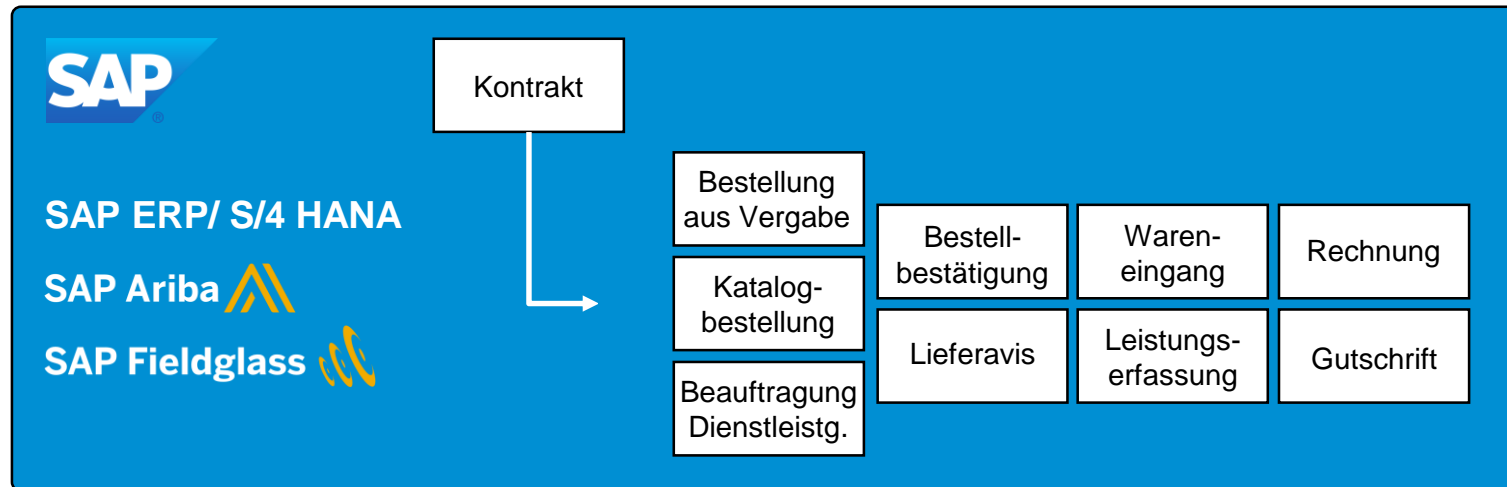 SAP
®
Kontrakt
SAP ERP/ S/4 HANA
SAP Ariba
SAP Fieldglass
Bestellung
aus Vergabe
Katalog-
bestellung
Beauftragung
Dienstleistg.
Bestell-
bestätigung
Lieferavis
Waren-
eingang
Leistungs-
erfassung
Rechnung
Gutschrift